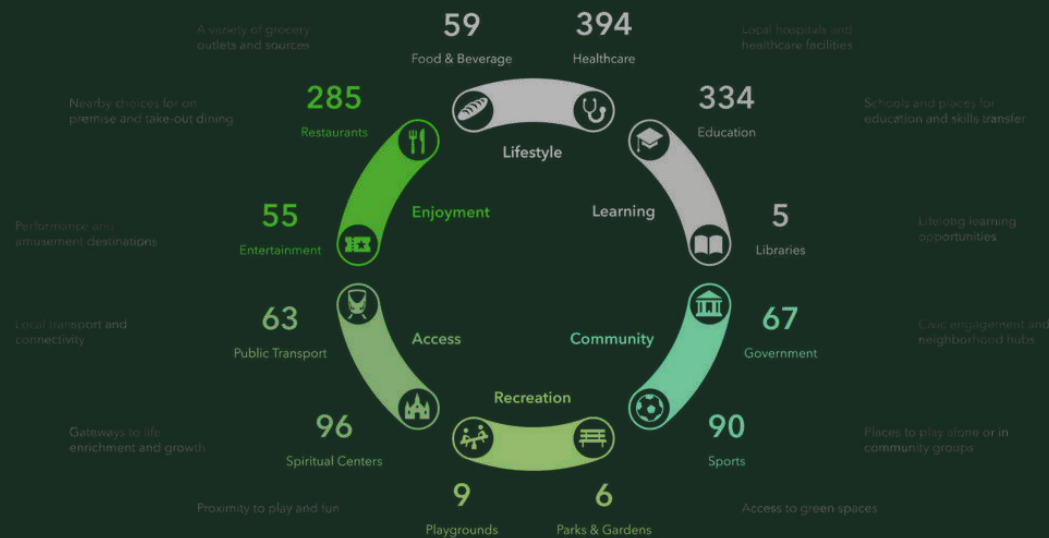 59
Food & Beverage
394
Healthcare
A variety of grocery
outlets and sources
Local hospitals and
healthcare facilities
285
Restaurants
334
Education
Nearby choices for on
premise and take-out dining
Schools and places for
education and skills transfer
Lifestyle
Enjoyment
Learning
55
Entertainment
5
Libraries
Performance and
amusement destinations
Lifelong learning
opportunities
63
Public Transport
67
Government
Local transport and
connectivity
Civic engagement and
neighborhood hubs
Access
Community
Recreation
96
Spiritual Centers
90
Sports
Gateways to life
enrichment and growth
Places to play alone or in
community groups
9
Playgrounds
6
Parks & Gardens
Proximity to play and fun
Access to green spaces